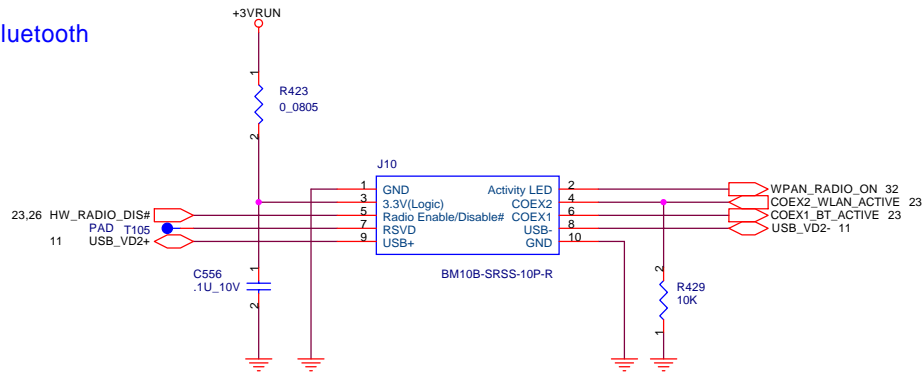 +3VRUN
luetooth
1
R423
0_0805
2
J10
1 GND Activity LED 2 WPAN_RADIO_ON 32
3 3.3V(Logic) COEX2 4 COEX2_WLAN_ACTIVE 23
23,26 HW_RADIO_DIS# 5 Radio Enable/Disable# COEX1 6 COEX1_BT_ACTIVE 23
PAD T105 7 RSVD USB- 8 USB_VD2- 11
11 USB_VD2+ 9 USB+ GND 10
BM10B-SRSS-10P-R
1
C556
.1U_10V
2
2
R429
10K
1